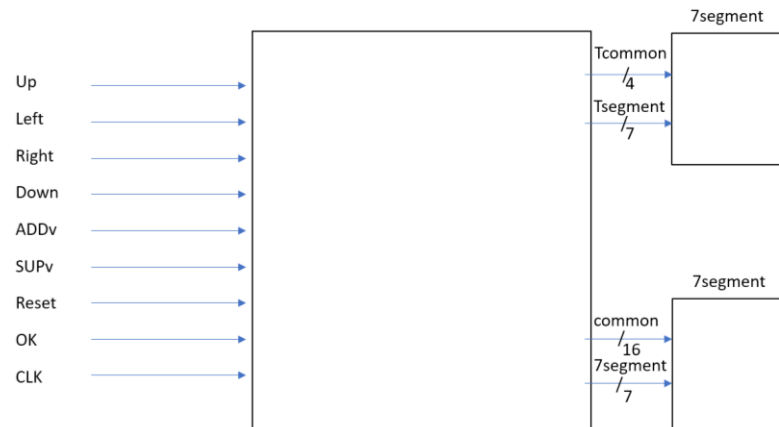 7segment
Tcommon
4
Tsegment
7
Up
Left
Right
Down
ADDv
SUPv
Reset
OK
CLK
7segment
common
16
7segment
7